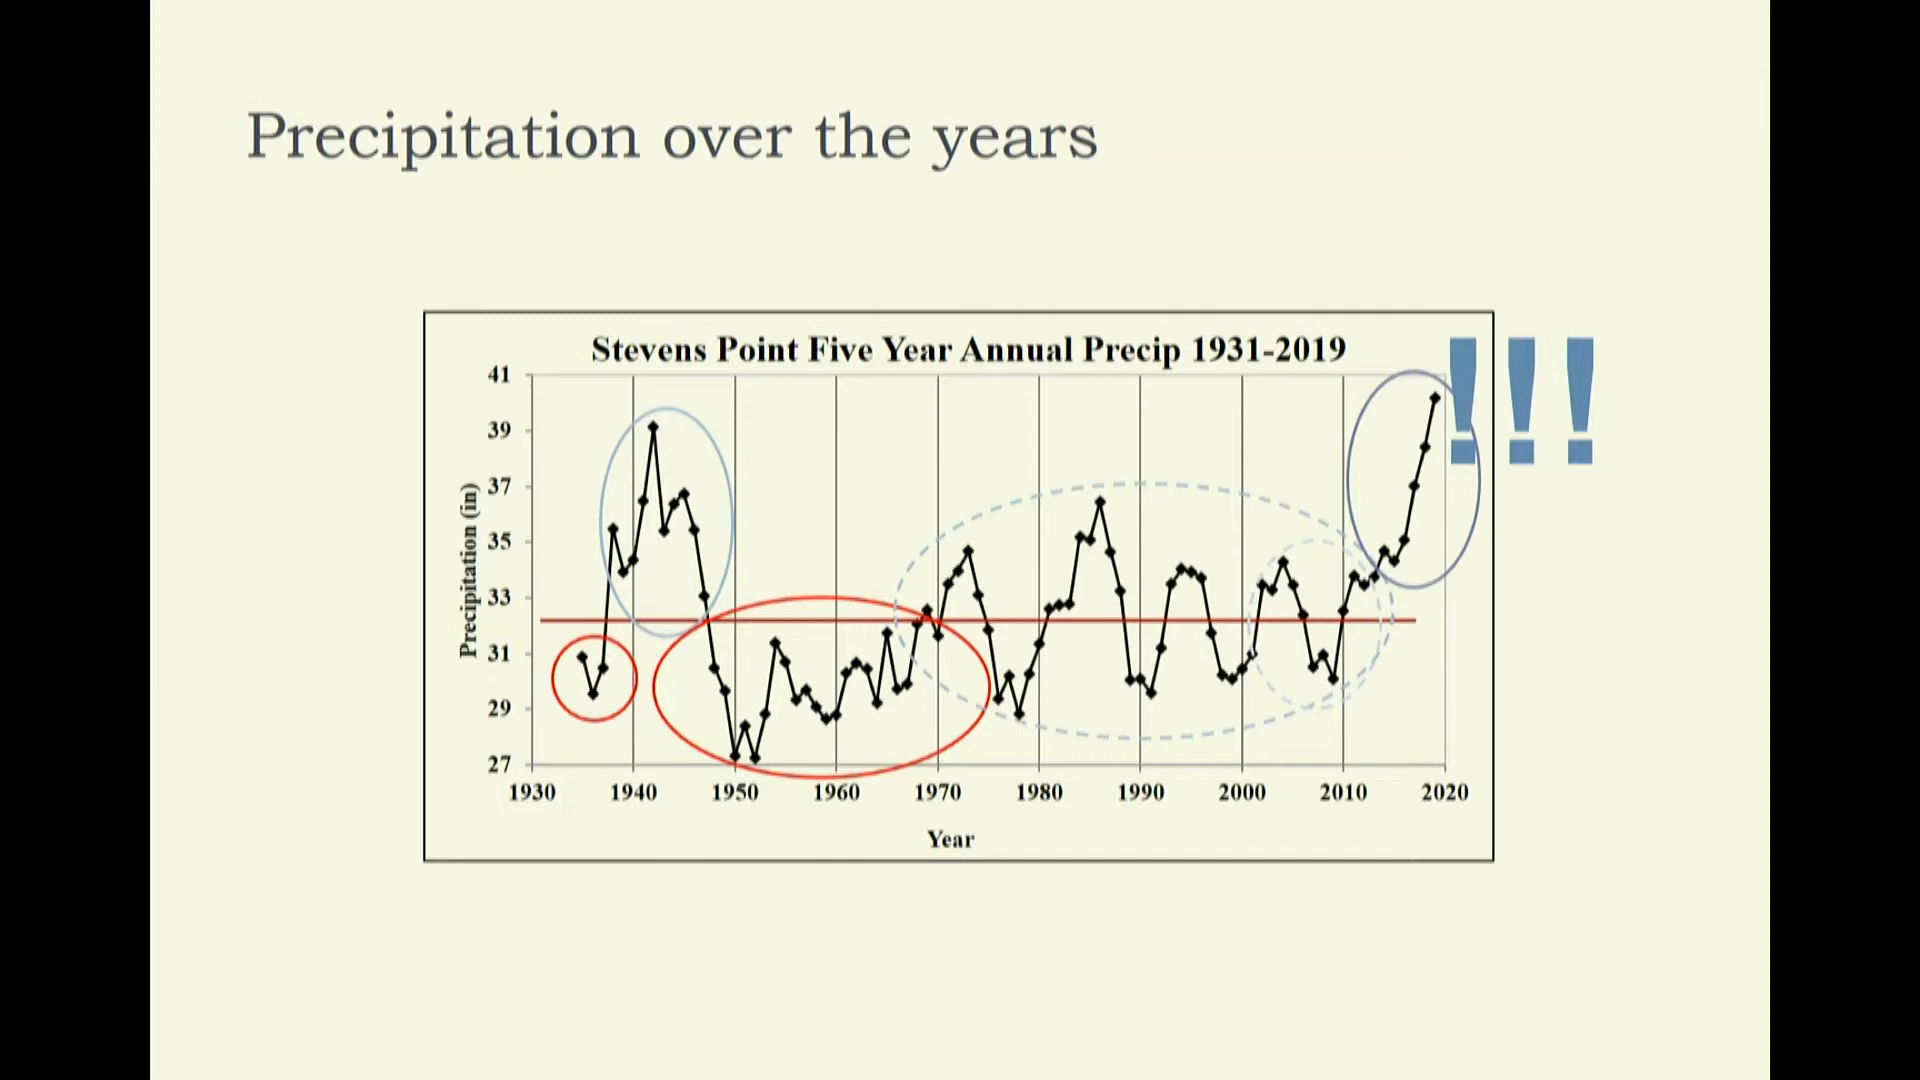 Precipitation over the years
Stevens Point Five Year Annual Precip 1931-2019
!!!
41
39
37
35
33
31
29
27
Precipitation (in)
1930 1940 1950 1960 1970 1980 1990 2000 2010 2020
Year